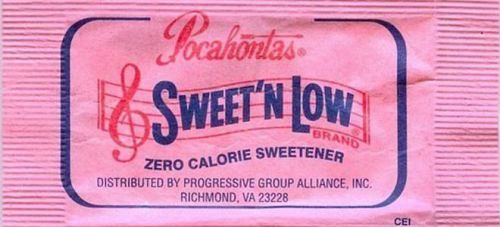 Pocahontas®
SWEET'N LOW®
BRAND
ZERO CALORIE SWEETENER
DISTRIBUTED BY PROGRESSIVE GROUP ALLIANCE, INC.
RICHMOND, VA 23228
CEI